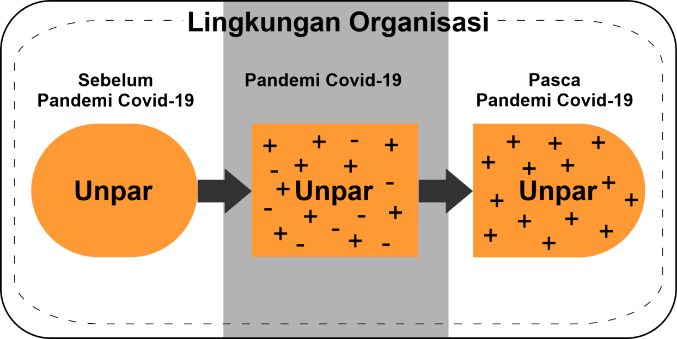 Lingkungan Organisasi
Sebelum
Pandemi Covid-19
Pandemi Covid-19
Pasca
Pandemi Covid-19
Unpar
Unpar
Unpar